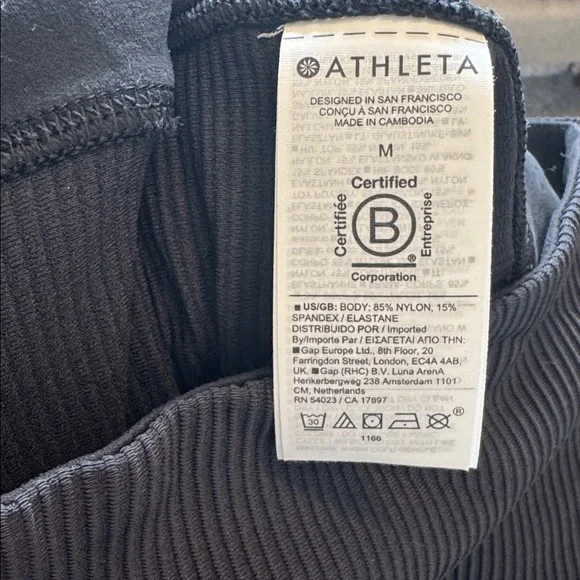 ATHLETA
DESIGNED IN SAN FRANCISCO
CONÇU À SAN FRANCISCO
MADE IN CAMBODIA
M
Certified
Certifiée
B
Entreprise
Corporation
®
■ US/GB: BODY: 85% NYLON, 15%
SPANDEX / ELASTANE
DISTRIBUIDO POR / Imported
By/Importe Par / ΕΙΣΑΓΕΤΑΙ ΑΠΟ ΤΗΝ:
■ Gap Europe Ltd., 8th Floor, 20
Farringdon Street, London, EC4A 4AB,
UK. ■ Gap (RHC) B.V. Luna ArenA
Herikerbergweg 238 Amsterdam 1101
CM, Netherlands
RN 54023 / CA 17897
30 ®
1166